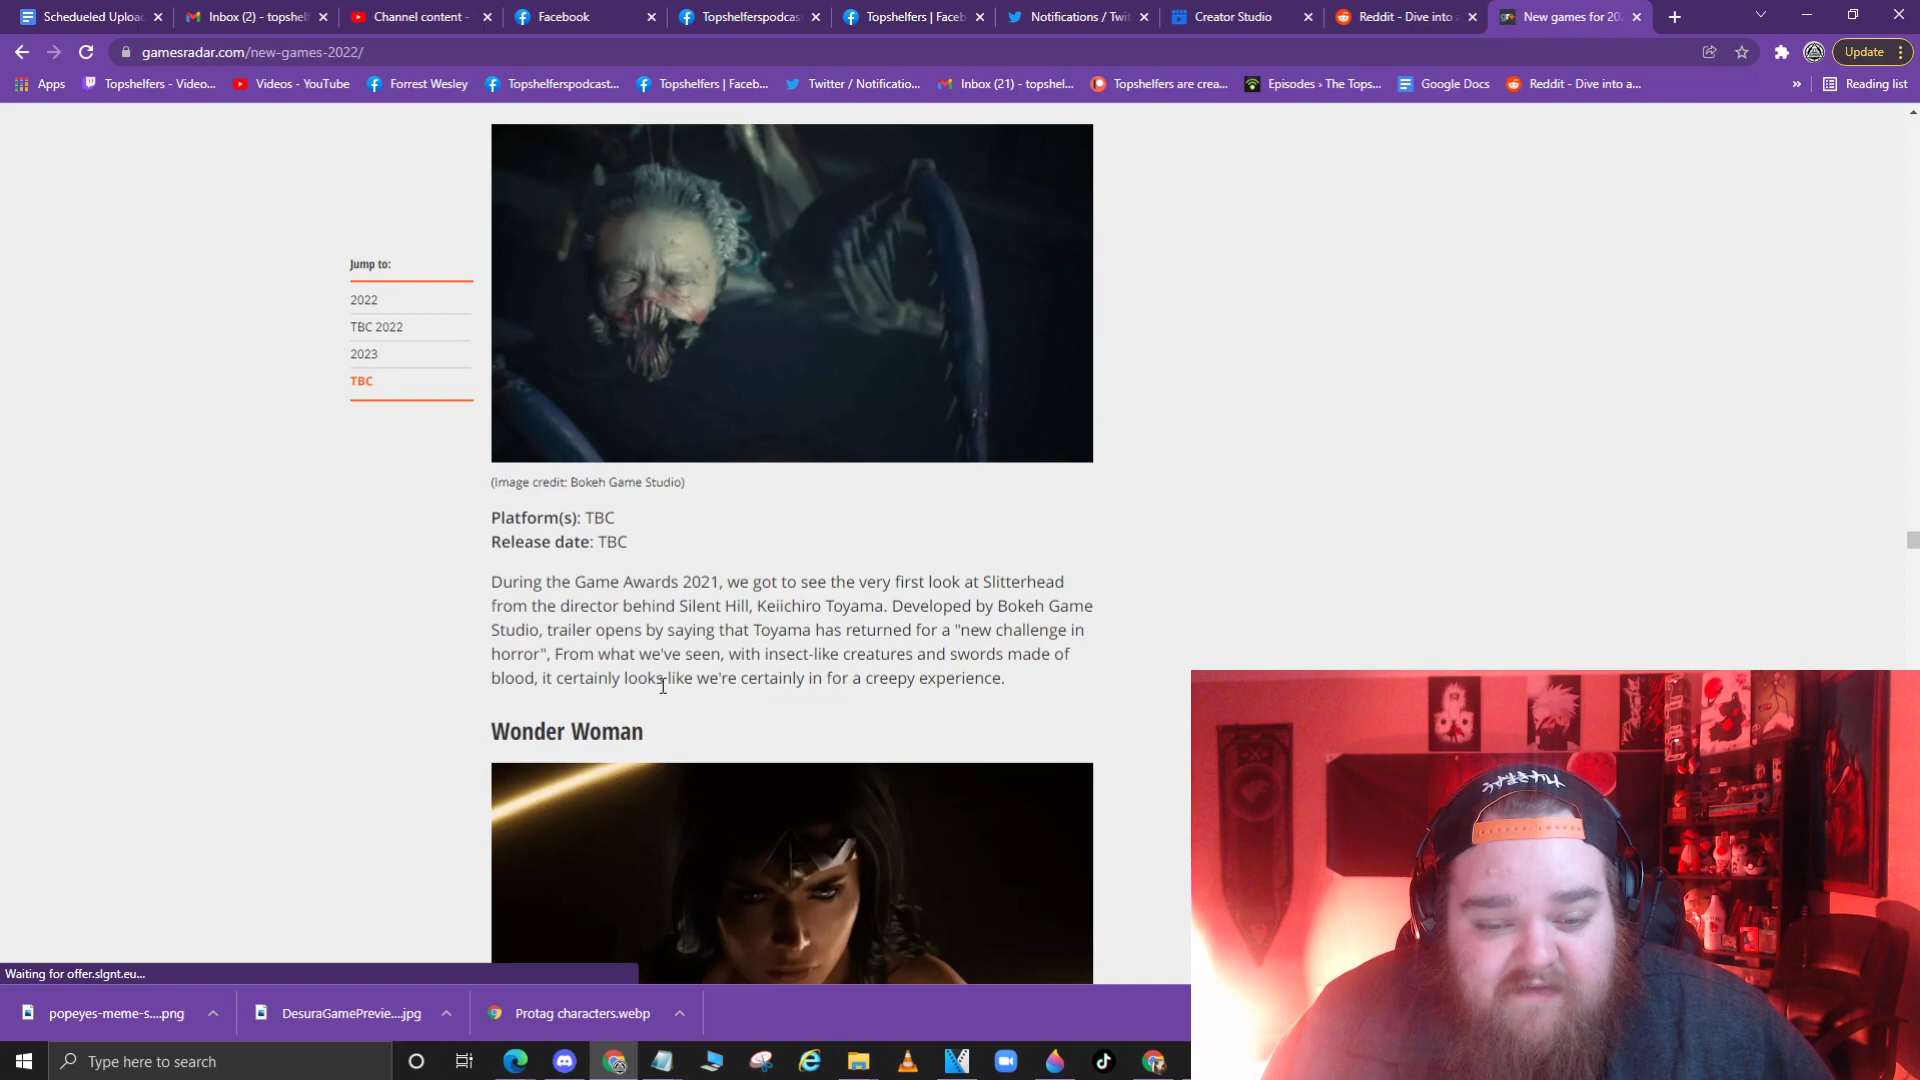 Schedueled Uploa
Inbox (2) - topshel
Channel content -
Facebook
Topshelferspodcas
Topshelfers | Faceb
Notifications / Twit
Creator Studio
Reddit - Dive into a
New games for 202
gamesradar.com/new-games-2022/
Update
Apps
Topshelfers - Video...
Videos - YouTube
Forrest Wesley
Topshelferspodcast...
Topshelfers | Faceb...
Twitter / Notificatio...
Inbox (21) - topshel...
Topshelfers are crea...
Episodes › The Tops...
Google Docs
Reddit - Dive into a...
»
Reading list
Jump to:
2022
TBC 2022
2023
TBC
(Image credit: Bokeh Game Studio)
Platform(s): TBC
Release date: TBC
During the Game Awards 2021, we got to see the very first look at Slitterhead
from the director behind Silent Hill, Keiichiro Toyama. Developed by Bokeh Game
Studio, trailer opens by saying that Toyama has returned for a "new challenge in
horror", From what we've seen, with insect-like creatures and swords made of
blood, it certainly looks like we're certainly in for a creepy experience.
Wonder Woman
Waiting for offer.slgnt.eu...
popeyes-meme-s....png
DesuraGamePrevie....jpg
Protag characters.webp
Type here to search